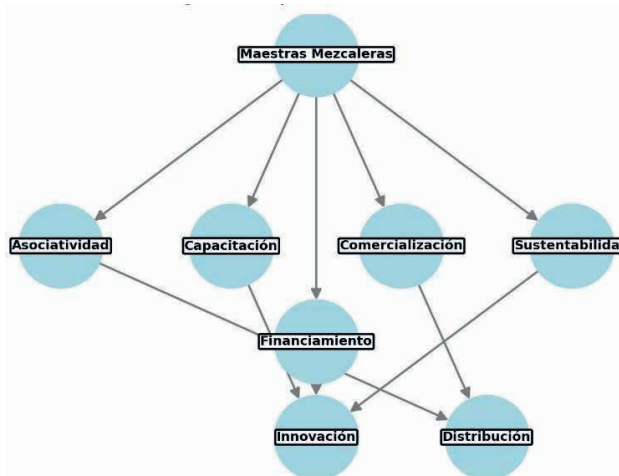 Maestras Mezcaleras
Asociatividad
Capacitación
Comercialización
Sustentabilida
Financiamiento
Innovación
Distribución